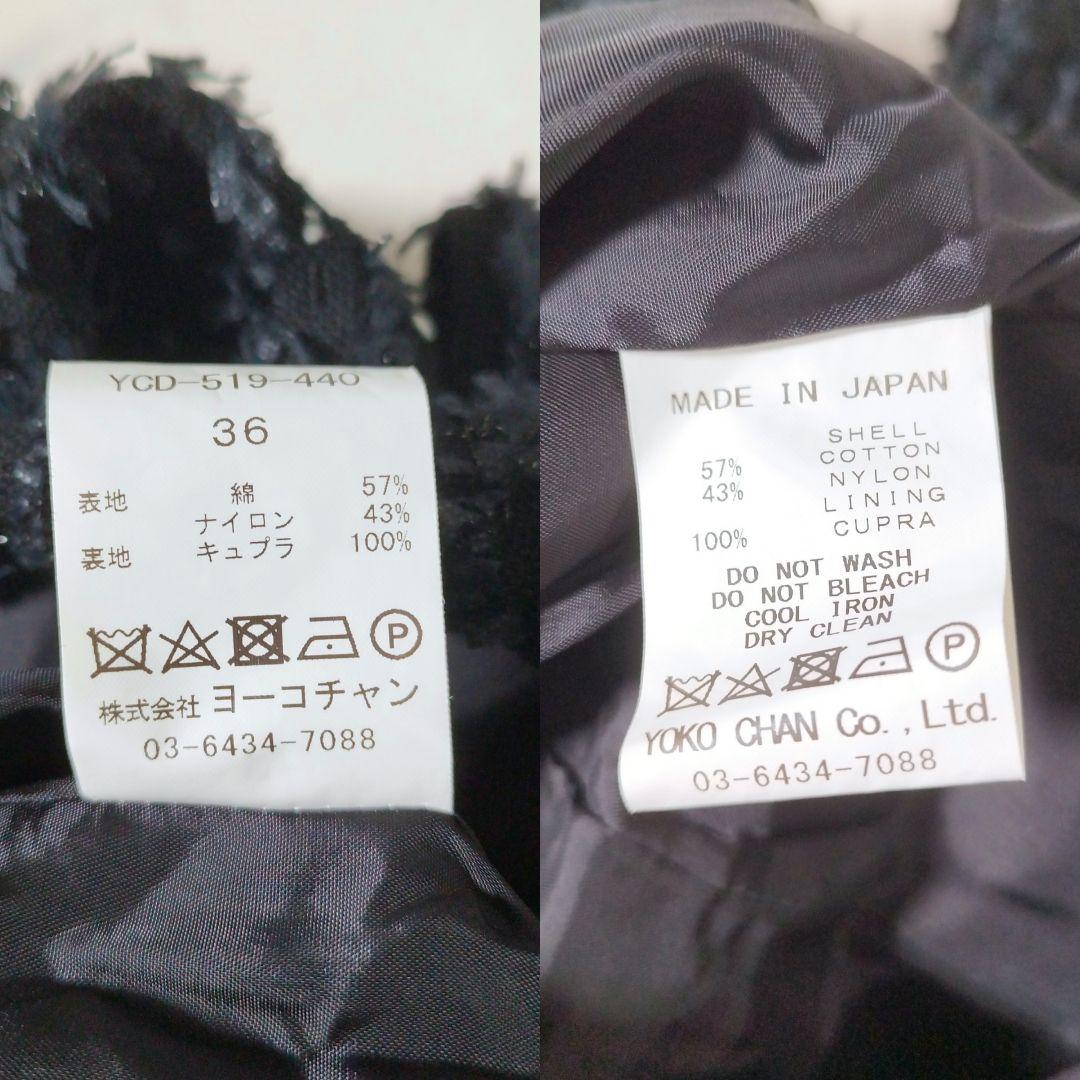 YCD-519-440
36
表地 綿 57%
ナイロン 43%
裏地 キュプラ 100%
P
株式会社 ヨーコチャン
03-6434-7088
MADE IN JAPAN
SHELL
57% COTTON
43% NYLON
LINING
100% CUPRA
DO NOT WASH
DO NOT BLEACH
COOL IRON
DRY CLEAN
P
YOKO CHAN Co., Ltd.
03-6434-7088